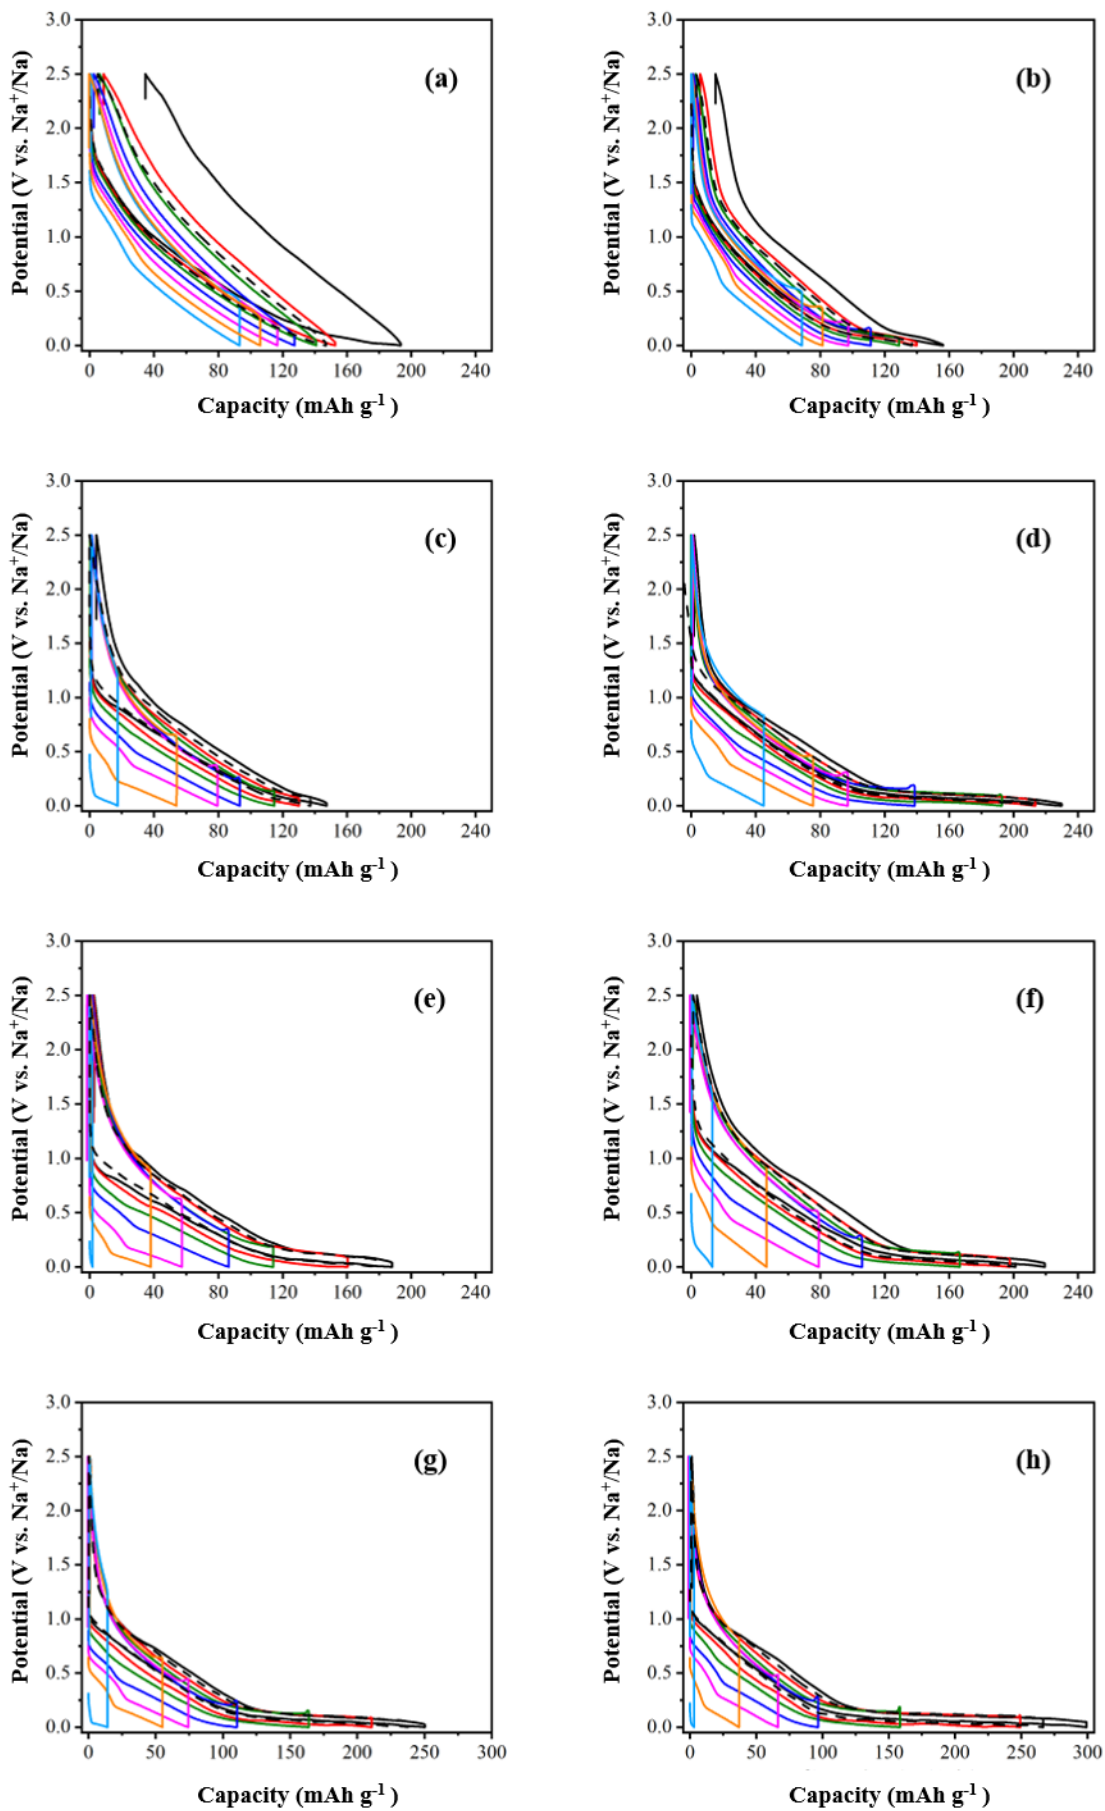 3.0
2.5
2.0
1.5
1.0
0.5
0.0
Potential (V vs. Na⁺/Na)
(a)
0 40 80 120 160 200 240
Capacity (mAh g⁻¹ )
3.0
2.5
2.0
1.5
1.0
0.5
0.0
Potential (V vs. Na⁺/Na)
(b)
0 40 80 120 160 200 240
Capacity (mAh g⁻¹ )
3.0
2.5
2.0
1.5
1.0
0.5
0.0
Potential (V vs. Na⁺/Na)
(c)
0 40 80 120 160 200 240
Capacity (mAh g⁻¹ )
3.0
2.5
2.0
1.5
1.0
0.5
0.0
Potential (V vs. Na⁺/Na)
(d)
0 40 80 120 160 200 240
Capacity (mAh g⁻¹ )
3.0
2.5
2.0
1.5
1.0
0.5
0.0
Potential (V vs. Na⁺/Na)
(e)
0 40 80 120 160 200 240
Capacity (mAh g⁻¹ )
3.0
2.5
2.0
1.5
1.0
0.5
0.0
Potential (V vs. Na⁺/Na)
(f)
0 40 80 120 160 200 240
Capacity (mAh g⁻¹ )
3.0
2.5
2.0
1.5
1.0
0.5
0.0
Potential (V vs. Na⁺/Na)
(g)
0 50 100 150 200 250 300
Capacity (mAh g⁻¹ )
3.0
2.5
2.0
1.5
1.0
0.5
0.0
Potential (V vs. Na⁺/Na)
(h)
0 50 100 150 200 250 300
Capacity (mAh g⁻¹ )